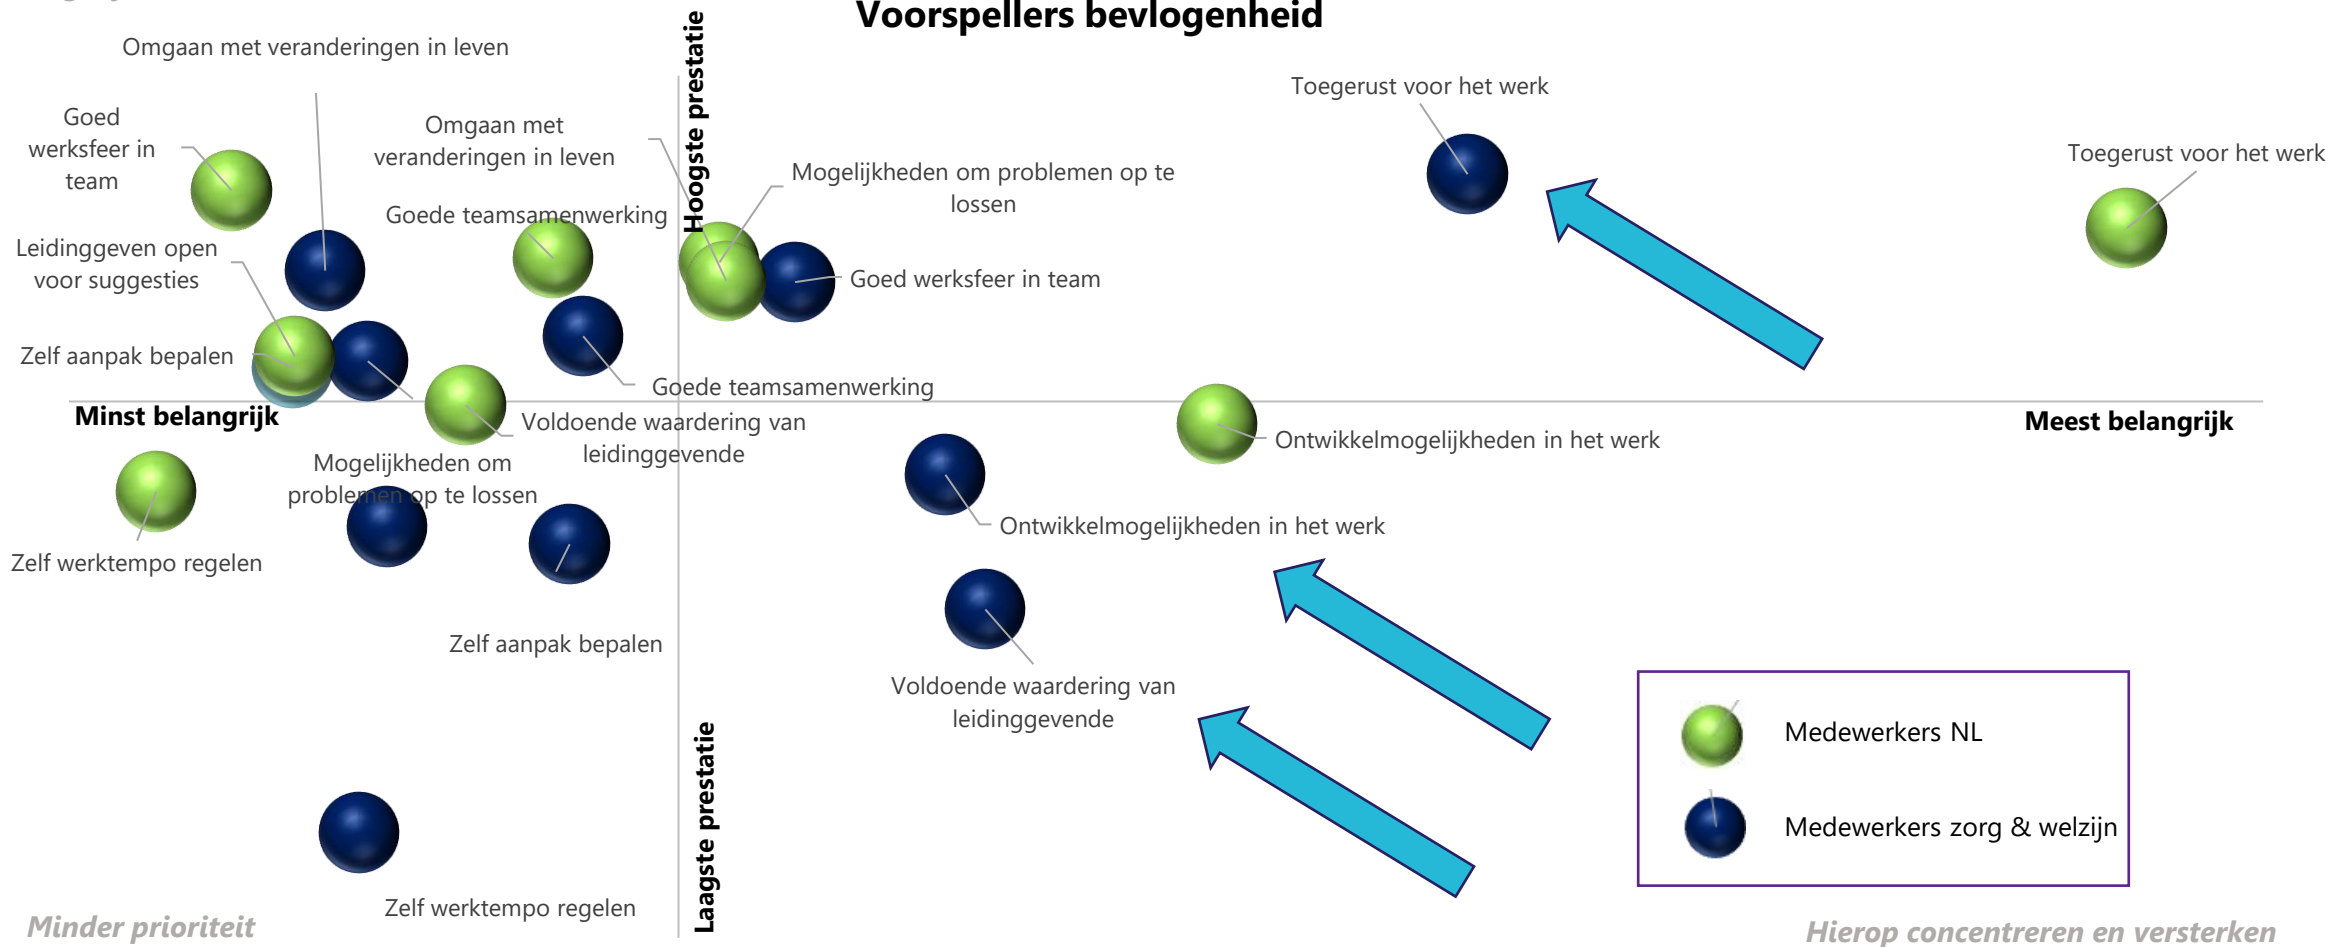 Voorspellers bevlogenheid
Omgaan met veranderingen in leven
Hoogste prestatie
Toegerust voor het werk
Goed
werksfeer in
team
Omgaan met
veranderingen in leven
Toegerust voor het werk
Mogelijkheden om problemen op te
lossen
Goede teamsamenwerking
Leidinggeven open
voor suggesties
Goed werksfeer in team
Zelf aanpak bepalen
Goede teamsamenwerking
Minst belangrijk
Meest belangrijk
Voldoende waardering van
leidinggevende
Ontwikkelmogelijkheden in het werk
Mogelijkheden om
problemen op te lossen
Ontwikkelmogelijkheden in het werk
Zelf werktempo regelen
Zelf aanpak bepalen
Voldoende waardering van
leidinggevende
Medewerkers NL
Medewerkers zorg & welzijn
Laagste prestatie
Zelf werktempo regelen
Minder prioriteit
Hierop concentreren en versterken